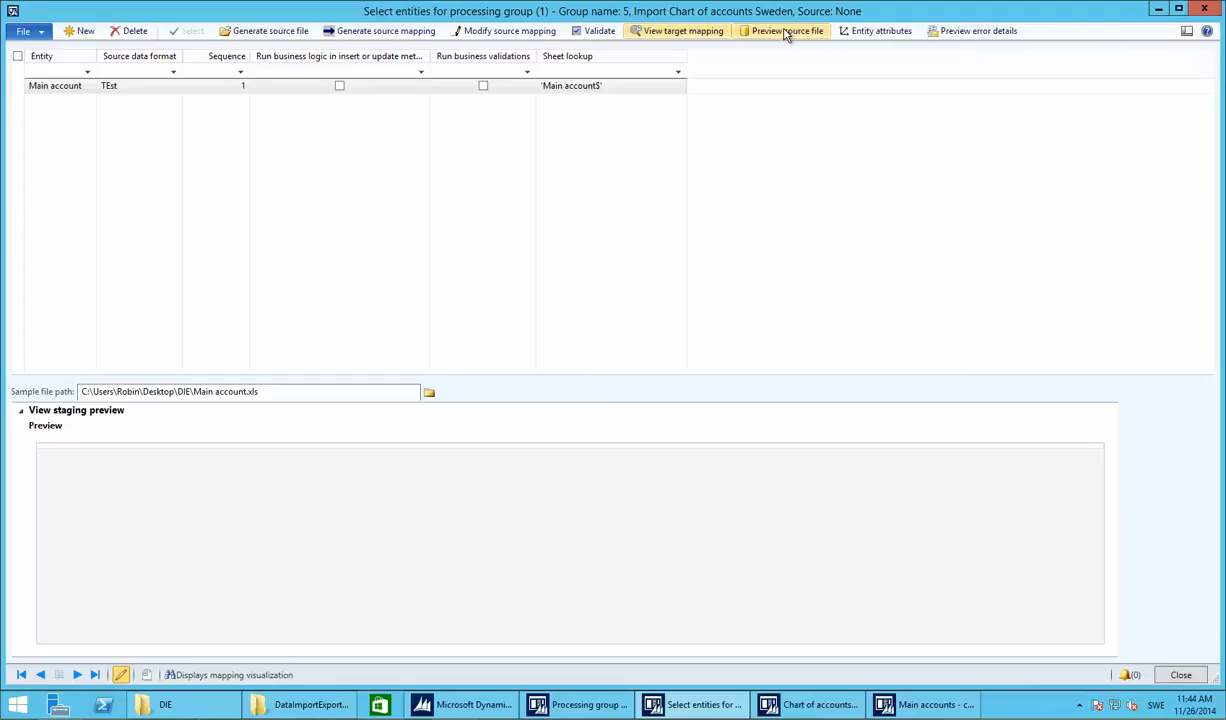 Select entities for processing group (1) - Group name: 5, Import Chart of accounts Sweden, Source: None
File New Delete Select Generate source file Generate source mapping Modify source mapping Validate View target mapping Preview source file Entity attributes Preview error details
Entity Source data format Sequence Run business logic in insert or update met... Run business validations Sheet lookup
Main account TEst 1 'Main account$'
Sample file path: C:\Users\Robin\Desktop\DIE\Main account.xls
View staging preview
Preview
Displays mapping visualization (0) Close
DIE DataImportExport... Microsoft Dynami... Processing group ... Select entities for ... Chart of accounts... Main accounts - c... SWE 11:44 AM
11/26/2014